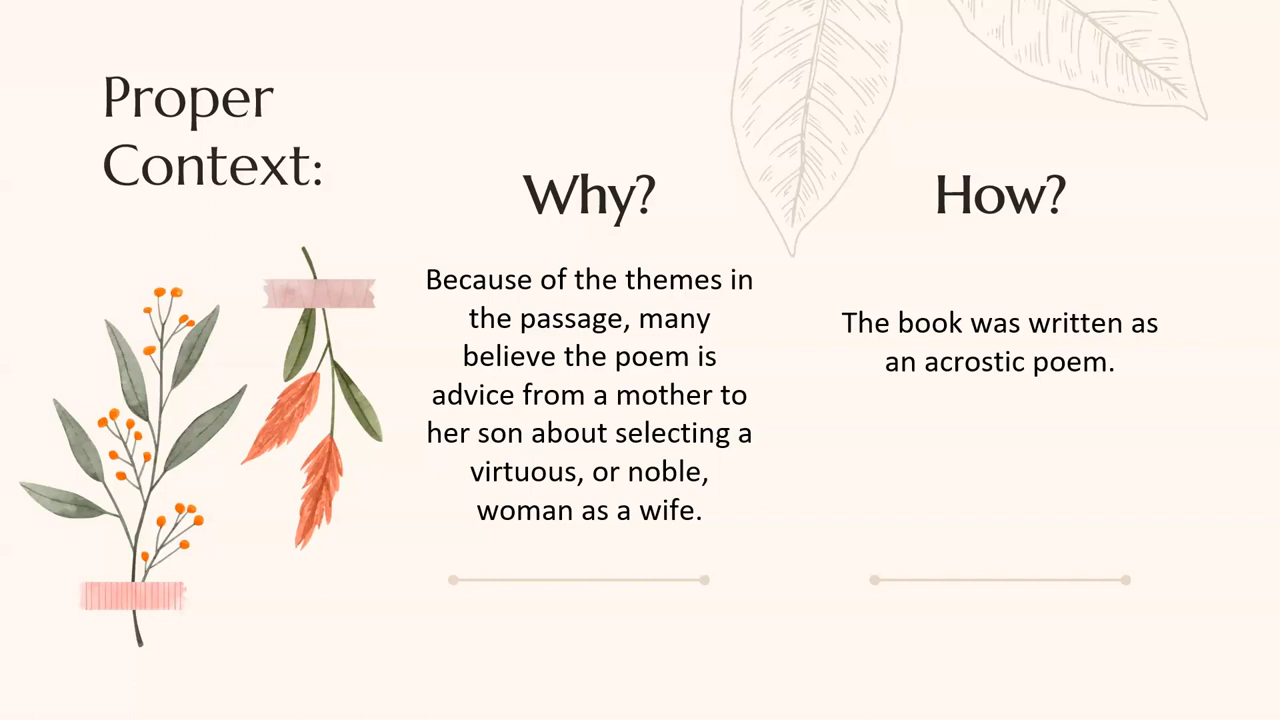 Proper
Context:
Why?
Because of the themes in
the passage, many
believe the poem is
advice from a mother to
her son about selecting a
virtuous, or noble,
woman as a wife.
How?
The book was written as
an acrostic poem.